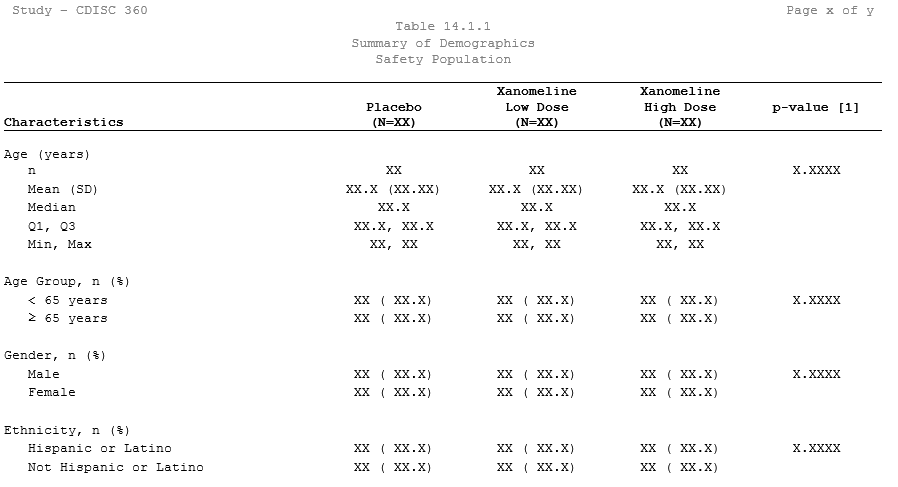 Study – CDISC 360 Page x of y
Table 14.1.1
Summary of Demographics
Safety Population
Xanomeline Xanomeline
Placebo Low Dose High Dose p-value [1]
Characteristics (N=XX) (N=XX) (N=XX)
Age (years)
n XX XX XX X.XXXX
Mean (SD) XX.X (XX.XX) XX.X (XX.XX) XX.X (XX.XX)
Median XX.X XX.X XX.X
Q1, Q3 XX.X, XX.X XX.X, XX.X XX.X, XX.X
Min, Max XX, XX XX, XX XX, XX
Age Group, n (%)
< 65 years XX ( XX.X) XX ( XX.X) XX ( XX.X) X.XXXX
≥ 65 years XX ( XX.X) XX ( XX.X) XX ( XX.X)
Gender, n (%)
Male XX ( XX.X) XX ( XX.X) XX ( XX.X) X.XXXX
Female XX ( XX.X) XX ( XX.X) XX ( XX.X)
Ethnicity, n (%)
Hispanic or Latino XX ( XX.X) XX ( XX.X) XX ( XX.X) X.XXXX
Not Hispanic or Latino XX ( XX.X) XX ( XX.X) XX ( XX.X)